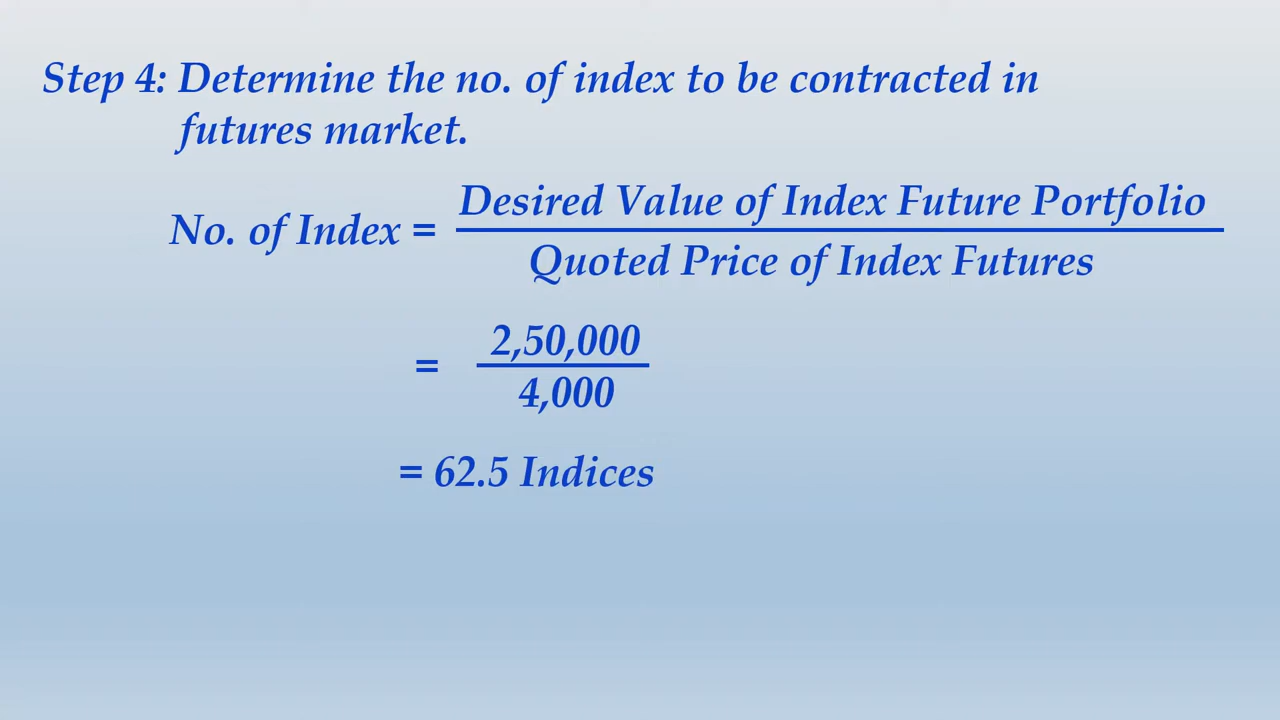 Step 4: Determine the no. of index to be contracted in
futures market.
No. of Index = Desired Value of Index Future Portfolio
Quoted Price of Index Futures
= 2,50,000
4,000
= 62.5 Indices